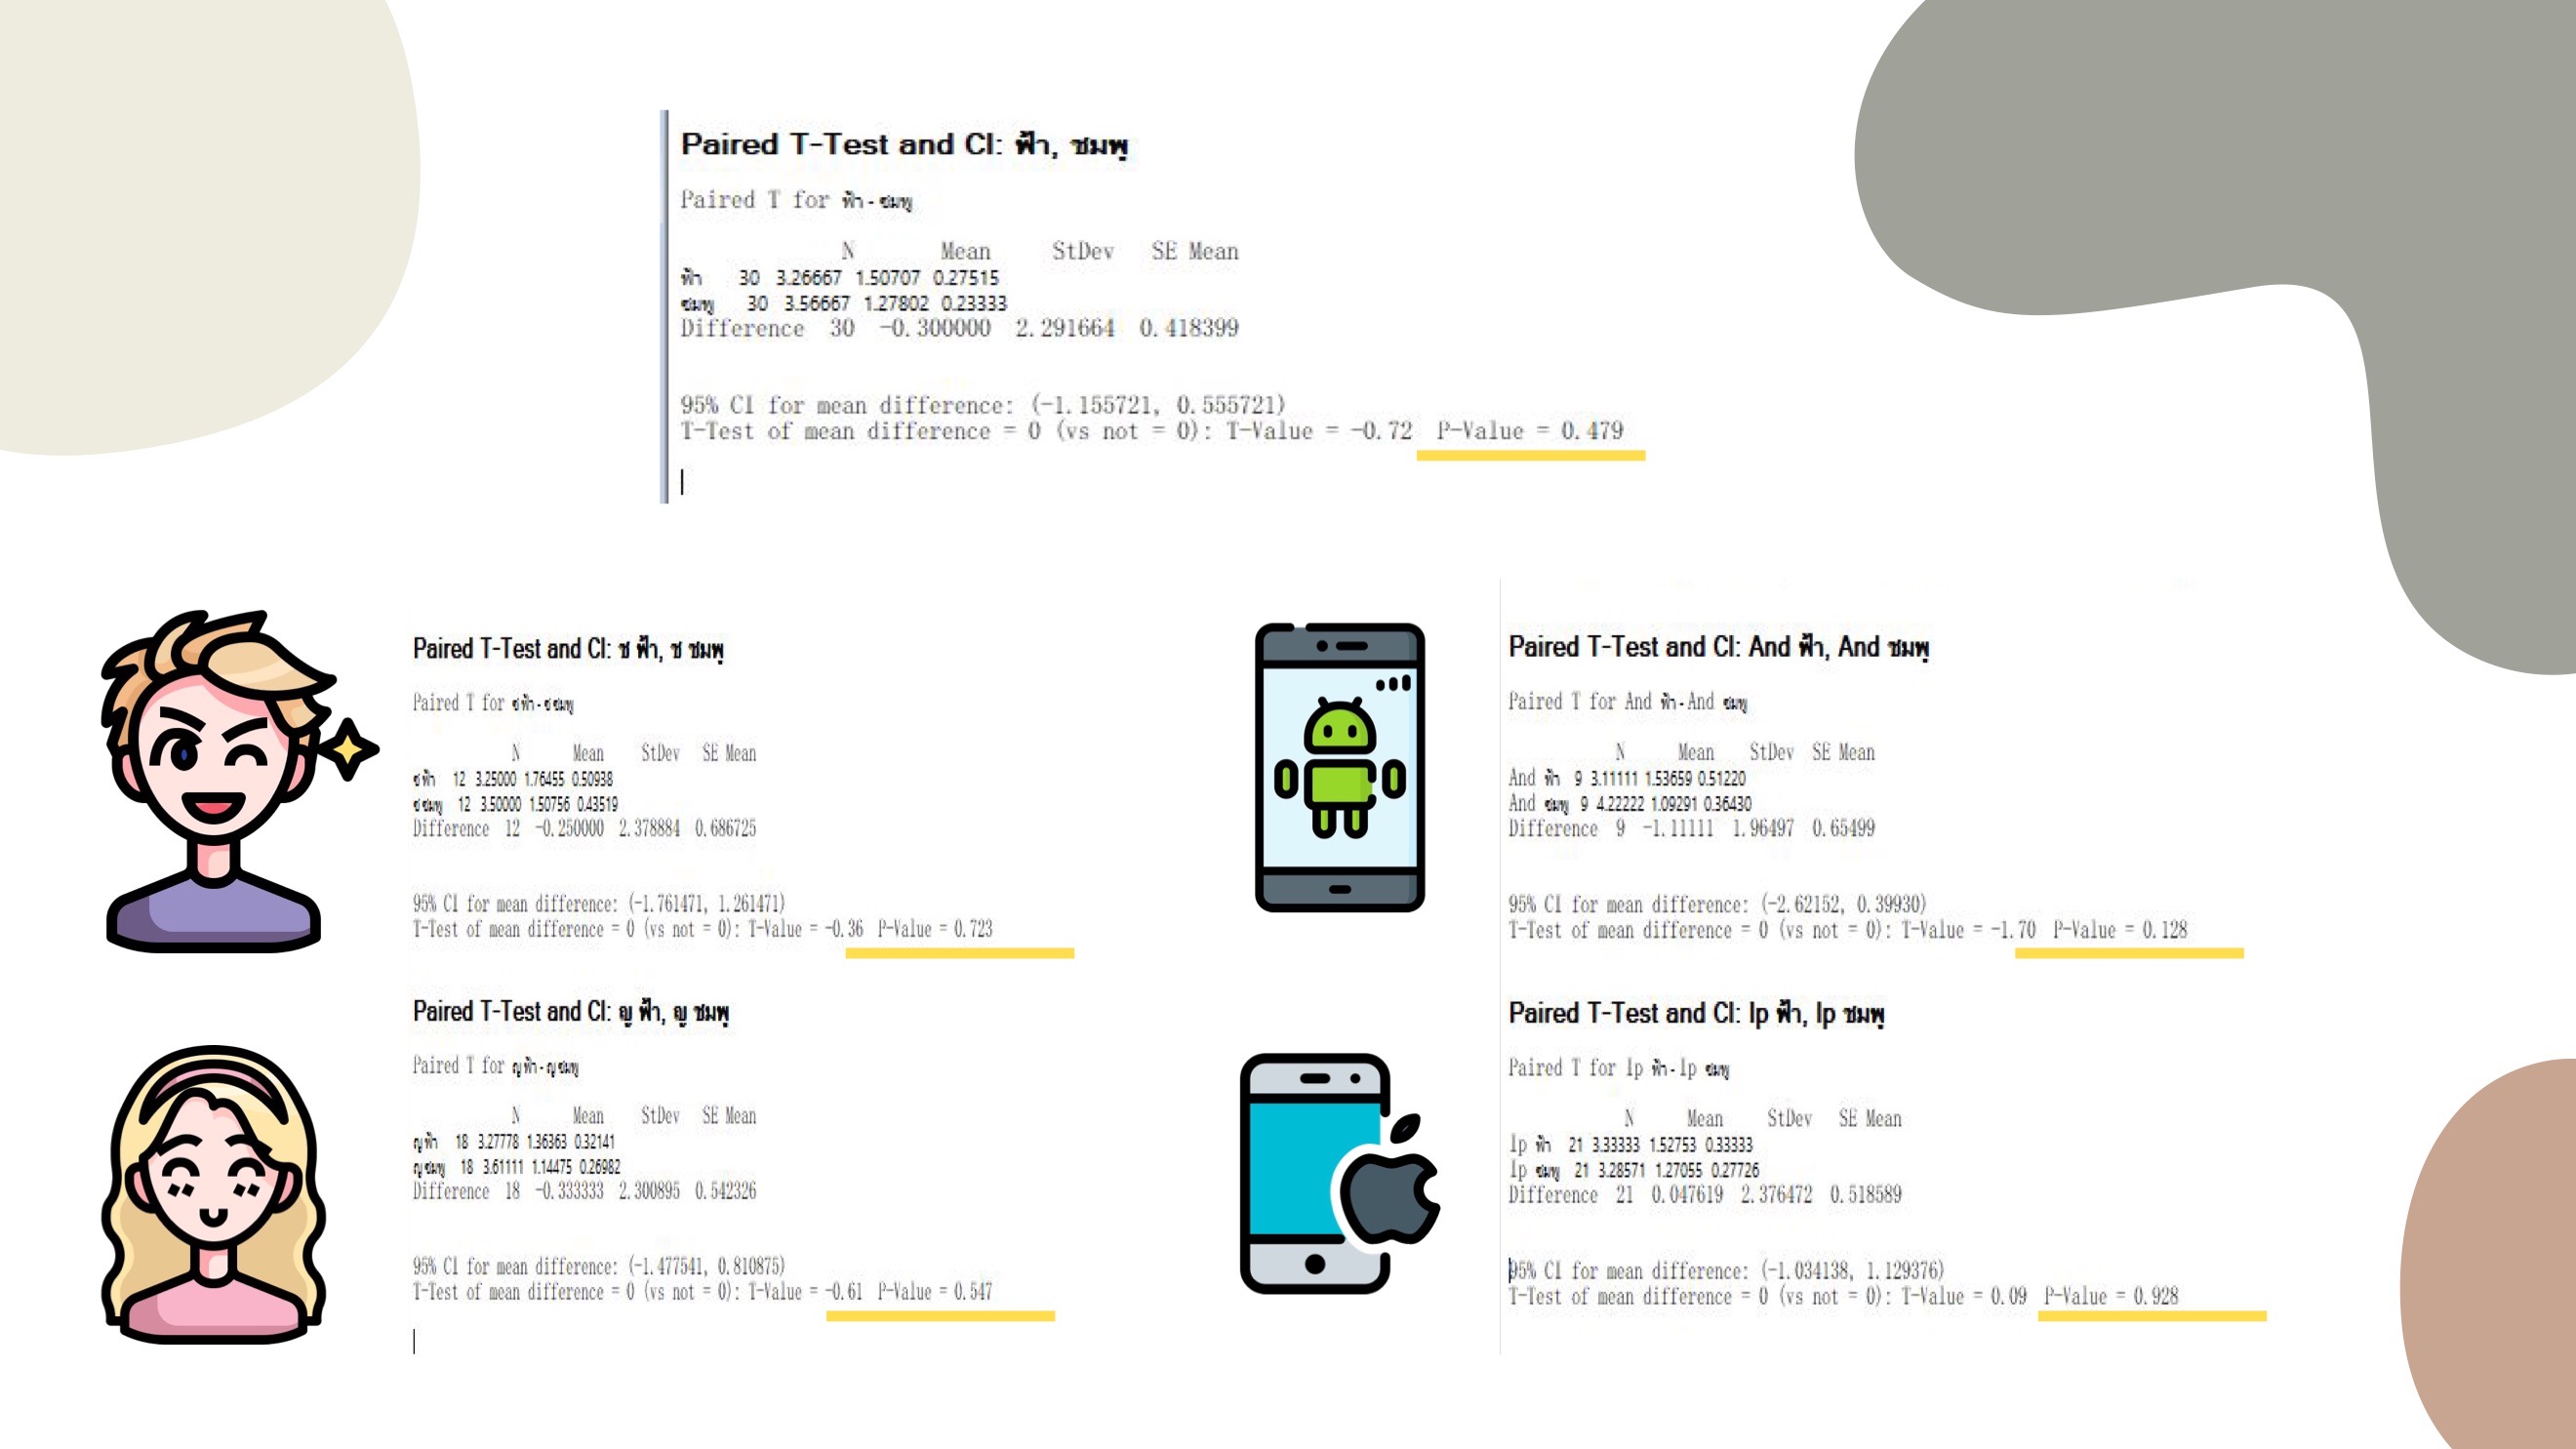 Paired T-Test and CI: ฟ้า, ชมพู
Paired T for ฟ้า - ชมพู
N Mean StDev SE Mean
ฟ้า 30 3.26667 1.50707 0.27515
ชมพู 30 3.56667 1.27802 0.23333
Difference 30 -0.300000 2.291664 0.418399
95% CI for mean difference: (-1.155721, 0.555721)
T-Test of mean difference = 0 (vs not = 0): T-Value = -0.72 P-Value = 0.479
Paired T-Test and CI: ช ฟ้า, ช ชมพู
Paired T for ช ฟ้า - ช ชมพู
N Mean StDev SE Mean
ช ฟ้า 12 3.25000 1.76455 0.50938
ช ชมพู 12 3.50000 1.50756 0.43519
Difference 12 -0.250000 2.378884 0.686725
95% CI for mean difference: (-1.761471, 1.261471)
T-Test of mean difference = 0 (vs not = 0): T-Value = -0.36 P-Value = 0.723
Paired T-Test and CI: ญ ฟ้า, ญ ชมพู
Paired T for ญ ฟ้า - ญ ชมพู
N Mean StDev SE Mean
ญ ฟ้า 18 3.27778 1.36363 0.32141
ญ ชมพู 18 3.61111 1.14475 0.26982
Difference 18 -0.333333 2.300895 0.542326
95% CI for mean difference: (-1.477541, 0.810875)
T-Test of mean difference = 0 (vs not = 0): T-Value = -0.61 P-Value = 0.547
Paired T-Test and CI: And ฟ้า, And ชมพู
Paired T for And ฟ้า - And ชมพู
N Mean StDev SE Mean
And ฟ้า 9 3.11111 1.53659 0.51220
And ชมพู 9 4.22222 1.09291 0.36430
Difference 9 -1.11111 1.96497 0.65499
95% CI for mean difference: (-2.62152, 0.39930)
T-Test of mean difference = 0 (vs not = 0): T-Value = -1.70 P-Value = 0.128
Paired T-Test and CI: Ip ฟ้า, Ip ชมพู
Paired T for Ip ฟ้า - Ip ชมพู
N Mean StDev SE Mean
Ip ฟ้า 21 3.33333 1.52753 0.33333
Ip ชมพู 21 3.28571 1.27055 0.27726
Difference 21 0.047619 2.376472 0.518589
95% CI for mean difference: (-1.034138, 1.129376)
T-Test of mean difference = 0 (vs not = 0): T-Value = 0.09 P-Value = 0.928